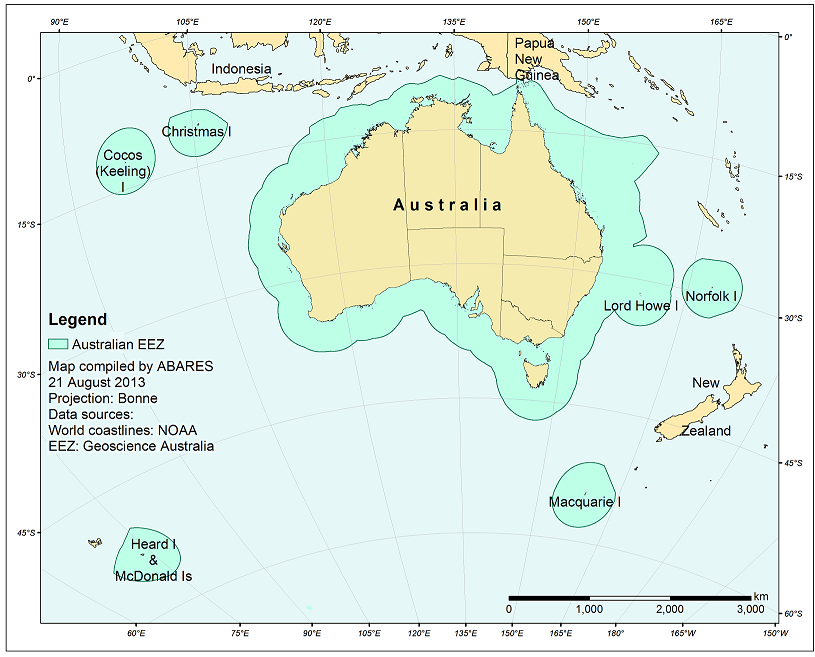 90°E 105°E 120°E 135°E 150°E 165°E
0°
0°
Papua
New
Guinea
Indonesia
Christmas I
Cocos
(Keeling)
I
15°S
15°S
Australia
Lord Howe I
Norfolk I
30°S
30°S
Legend
Australian EEZ
Map compiled by ABARES
21 August 2013
Projection: Bonne
Data sources:
World coastlines: NOAA
EEZ: Geoscience Australia
New
Zealand
45°S
45°S
Macquarie I
Heard I
&
McDonald Is
km
0 1,000 2,000 3,000
60°S
60°E 75°E 90°E 105°E 120°E 135°E 150°E 165°E 180° 165°W 150°W